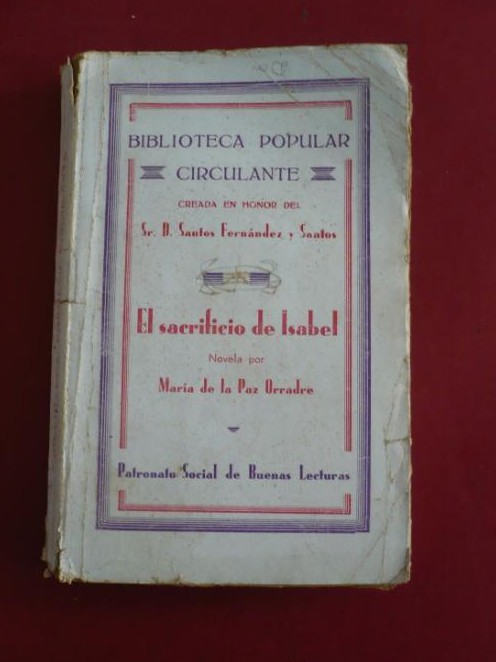 BIBLIOTECA POPULAR
CIRCULANTE
CREADA EN HONOR DEL
Sr. D. Santos Fernández y Santos
El sacrificio de Isabel
Novela por
María de la Paz Orradre
Patronato Social de Buenas Lecturas